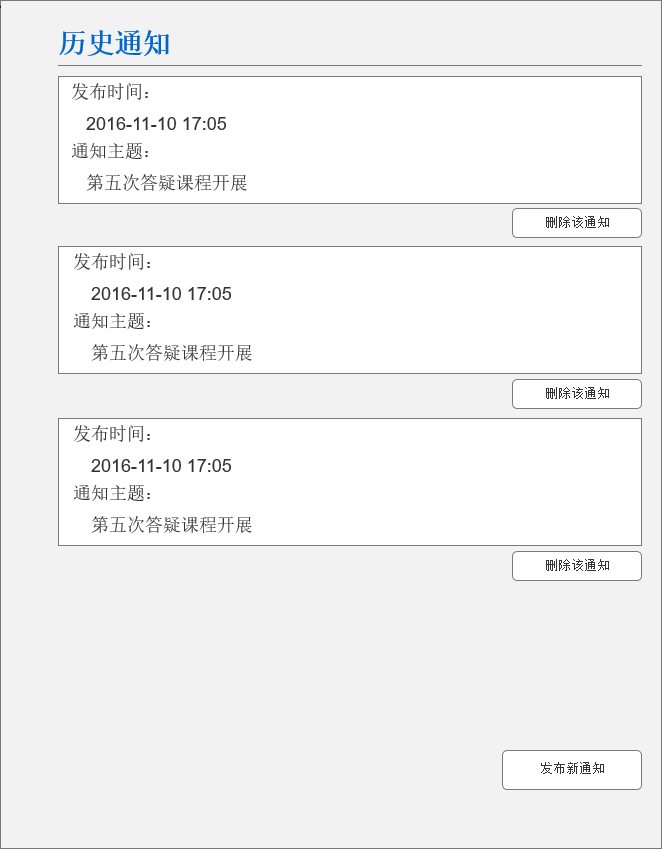 历史通知
发布时间：
2016-11-10 17:05
通知主题：
第五次答疑课程开展
删除该通知
发布时间：
2016-11-10 17:05
通知主题：
第五次答疑课程开展
删除该通知
发布时间：
2016-11-10 17:05
通知主题：
第五次答疑课程开展
删除该通知
发布新通知